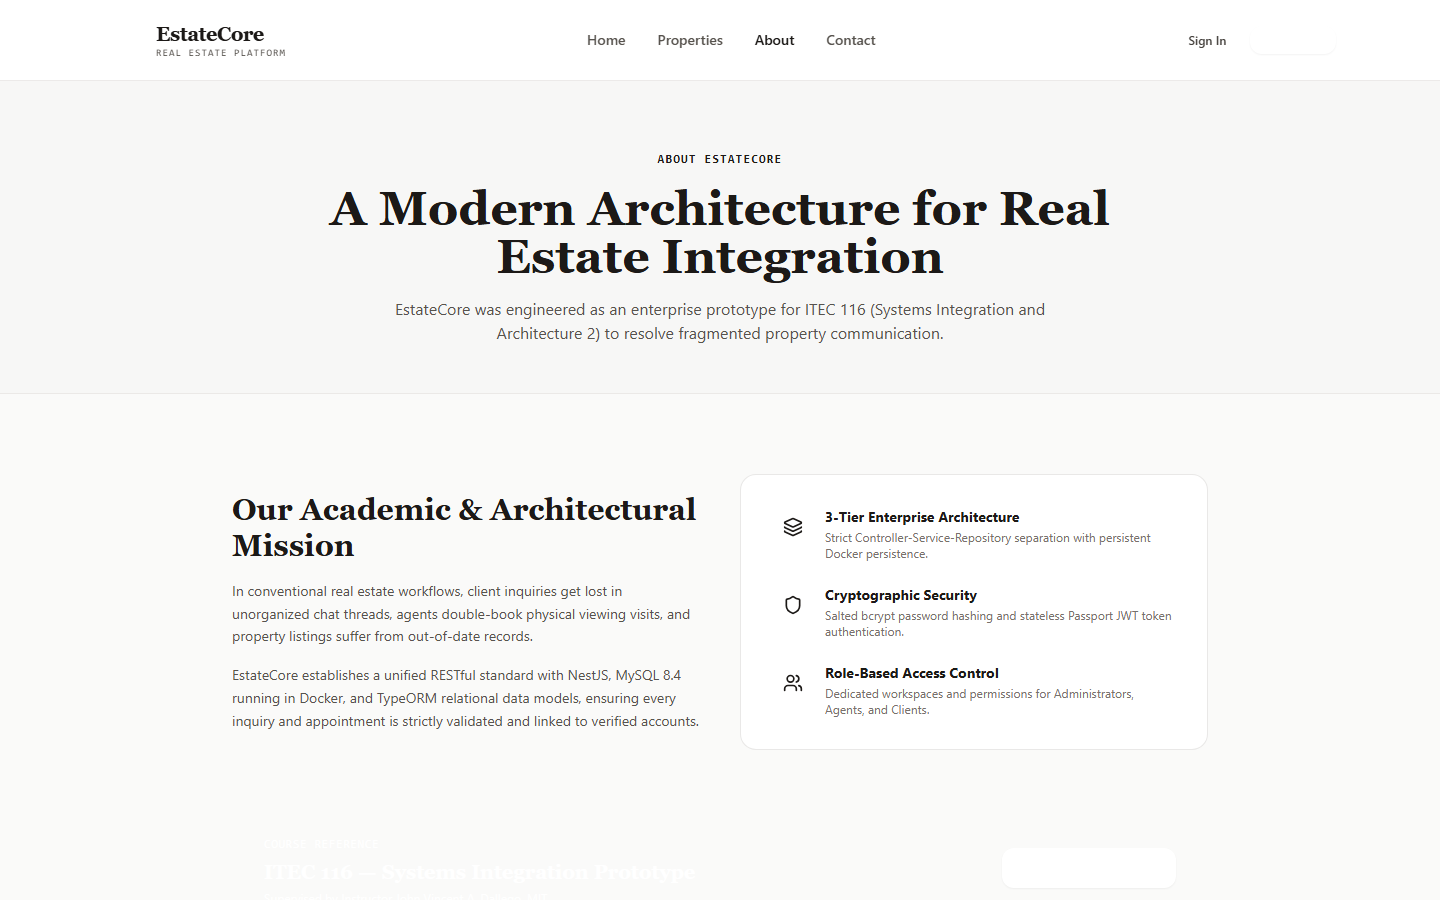 EstateCore
REAL ESTATE PLATFORM
Home
Properties
About
Contact
Sign In
ABOUT ESTATECORE
A Modern Architecture for Real
Estate Integration
EstateCore was engineered as an enterprise prototype for ITEC 116 (Systems Integration and
Architecture 2) to resolve fragmented property communication.
Our Academic & Architectural
Mission
In conventional real estate workflows, client inquiries get lost in
unorganized chat threads, agents double-book physical viewing visits, and
property listings suffer from out-of-date records.
EstateCore establishes a unified RESTful standard with NestJS, MySQL 8.4
running in Docker, and TypeORM relational data models, ensuring every
inquiry and appointment is strictly validated and linked to verified accounts.
3-Tier Enterprise Architecture
Strict Controller-Service-Repository separation with persistent
Docker persistence.
Cryptographic Security
Salted bcrypt password hashing and stateless Passport JWT token
authentication.
Role-Based Access Control
Dedicated workspaces and permissions for Administrators,
Agents, and Clients.
COURSE REFERENCE
ITEC 116 — Systems Integration Prototype